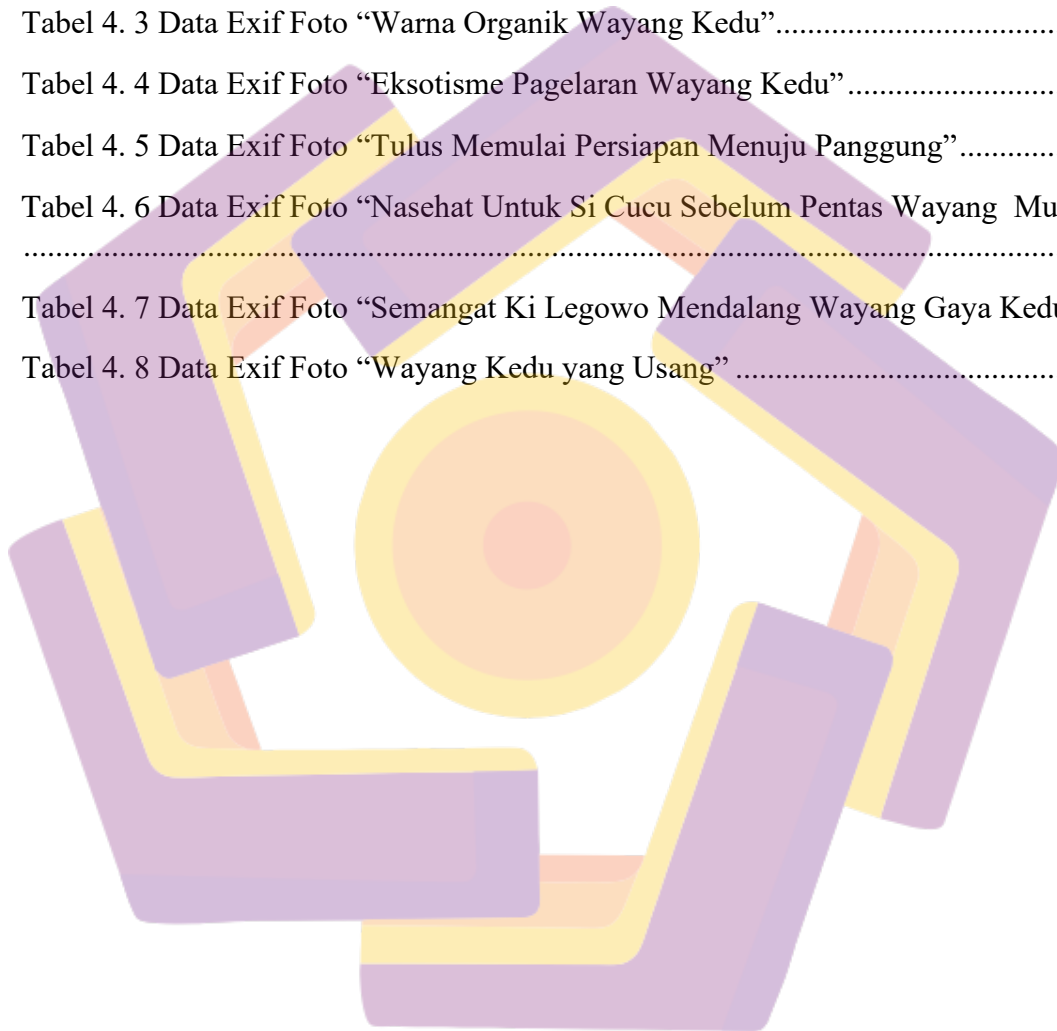 Tabel 4. 3 Data Exif Foto “Warna Organik Wayang Kedu”...................................
Tabel 4. 4 Data Exif Foto “Eksotisme Pagelaran Wayang Kedu” ..........................
Tabel 4. 5 Data Exif Foto “Tulus Memulai Persiapan Menuju Panggung”............
Tabel 4. 6 Data Exif Foto “Nasehat Untuk Si Cucu Sebelum Pentas Wayang  Mu
.................................................................................................................................
Tabel 4. 7 Data Exif Foto “Semangat Ki Legowo Mendalang Wayang Gaya Kedu
Tabel 4. 8 Data Exif Foto “Wayang Kedu yang Usang” ........................................